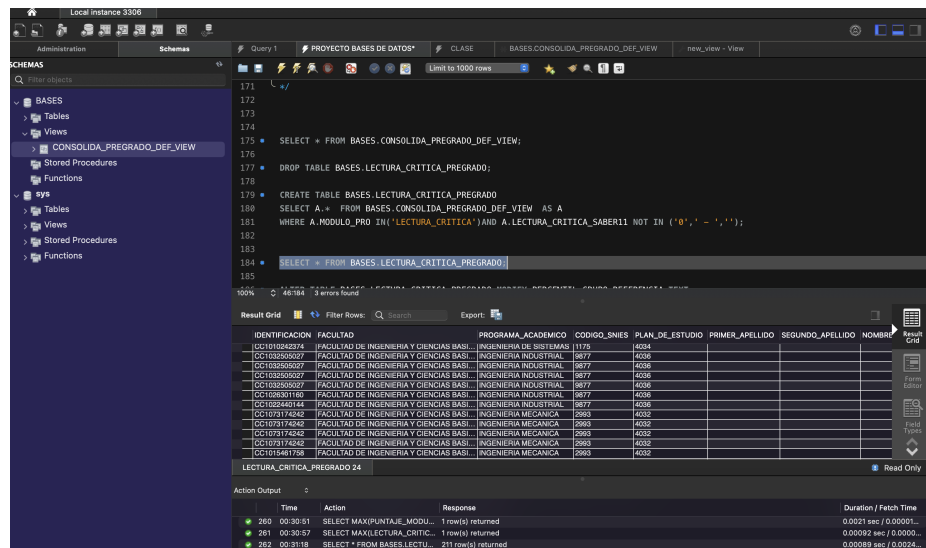 Local instance 3306
Administration
Schemas
Query 1
PROYECTO BASES DE DATOS*
CLASE
BASES.CONSOLIDA_PREGRADO_DEF_VIEW
new_view - View
SCHEMAS
Filter objects
BASES
Tables
Views
CONSOLIDA_PREGRADO_DEF_VIEW
Stored Procedures
Functions
sys
Tables
Views
Stored Procedures
Functions
Limit to 1000 rows
171 */
172
173
174
175 SELECT * FROM BASES.CONSOLIDA_PREGRADO_DEF_VIEW;
176
177 DROP TABLE BASES.LECTURA_CRITICA_PREGRADO;
178
179 CREATE TABLE BASES.LECTURA_CRITICA_PREGRADO
180 SELECT A.* FROM BASES.CONSOLIDA_PREGRADO_DEF_VIEW AS A
181 WHERE A.MODULO_PRO IN('LECTURA_CRITICA')AND A.LECTURA_CRITICA_SABER11 NOT IN ('0',' - ','');
182
183
184 SELECT * FROM BASES.LECTURA_CRITICA_PREGRADO;
185
100% 46:184 3 errors found
Result Grid Filter Rows: Search Export:
IDENTIFICACION FACULTAD PROGRAMA_ACADEMICO CODIGO_SNIES PLAN_DE_ESTUDIO PRIMER_APELLIDO SEGUNDO_APELLIDO NOMBRE
CC1010242374 FACULTAD DE INGENIERIA Y CIENCIAS BASI... INGENIERIA DE SISTEMAS 1175 4034
CC1032505027 FACULTAD DE INGENIERIA Y CIENCIAS BASI... INGENIERIA INDUSTRIAL 9877 4036
CC1032505027 FACULTAD DE INGENIERIA Y CIENCIAS BASI... INGENIERIA INDUSTRIAL 9877 4036
CC1032505027 FACULTAD DE INGENIERIA Y CIENCIAS BASI... INGENIERIA INDUSTRIAL 9877 4036
CC1032505027 FACULTAD DE INGENIERIA Y CIENCIAS BASI... INGENIERIA INDUSTRIAL 9877 4036
CC1026301160 FACULTAD DE INGENIERIA Y CIENCIAS BASI... INGENIERIA INDUSTRIAL 9877 4036
CC1022440144 FACULTAD DE INGENIERIA Y CIENCIAS BASI... INGENIERIA INDUSTRIAL 9877 4036
CC1073174242 FACULTAD DE INGENIERIA Y CIENCIAS BASI... INGENIERIA MECANICA 2993 4032
CC1073174242 FACULTAD DE INGENIERIA Y CIENCIAS BASI... INGENIERIA MECANICA 2993 4032
CC1073174242 FACULTAD DE INGENIERIA Y CIENCIAS BASI... INGENIERIA MECANICA 2993 4032
CC1073174242 FACULTAD DE INGENIERIA Y CIENCIAS BASI... INGENIERIA MECANICA 2993 4032
CC1015461758 FACULTAD DE INGENIERIA Y CIENCIAS BASI... INGENIERIA MECANICA 2993 4032
Result
Grid
Form
Editor
Field
Types
LECTURA_CRITICA_PREGRADO 24
Read Only
Action Output
Time Action Response Duration / Fetch Time
260 00:30:51 SELECT MAX(PUNTAJE_MODU... 1 row(s) returned 0.0021 sec / 0.00001...
261 00:30:57 SELECT MAX(LECTURA_CRITIC... 1 row(s) returned 0.00092 sec / 0.0000...
262 00:31:18 SELECT * FROM BASES.LECTU... 211 row(s) returned 0.00089 sec / 0.0024...